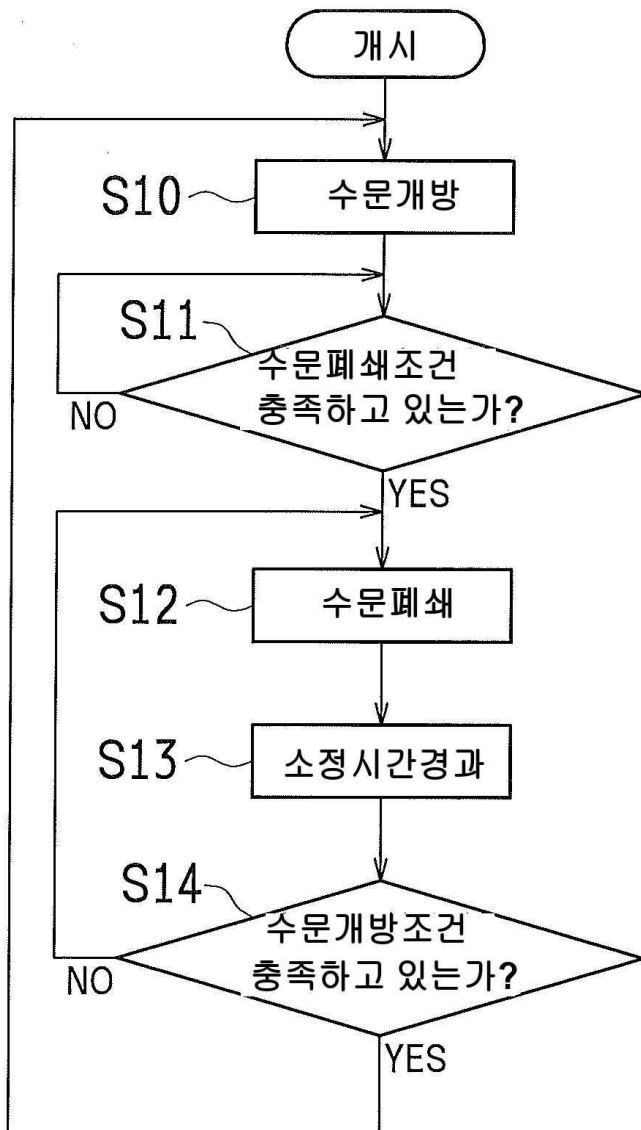 개시
S10
수문개방
S11
수문폐쇄조건
충족하고 있는가?
NO
YES
S12
수문폐쇄
S13
소정시간경과
S14
수문개방조건
충족하고 있는가?
NO
YES